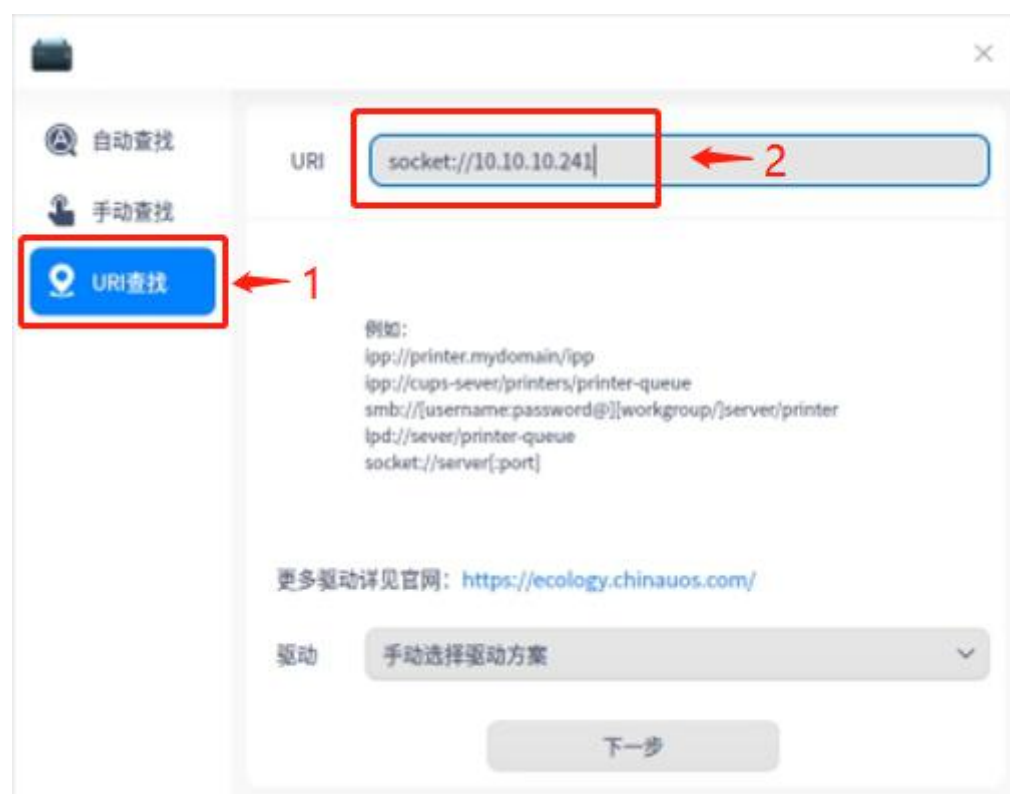 自动查找
手动查找
URI查找
1
URI
socket://10.10.10.241
2
例如：
ipp://printer.mydomain/ipp
ipp://cups-sever/printers/printer-queue
smb://[username:password@][workgroup/]server/printer
lpd://sever/printer-queue
socket://server[:port]
更多驱动详见官网：https://ecology.chinauos.com/
驱动 手动选择驱动方案
下一步